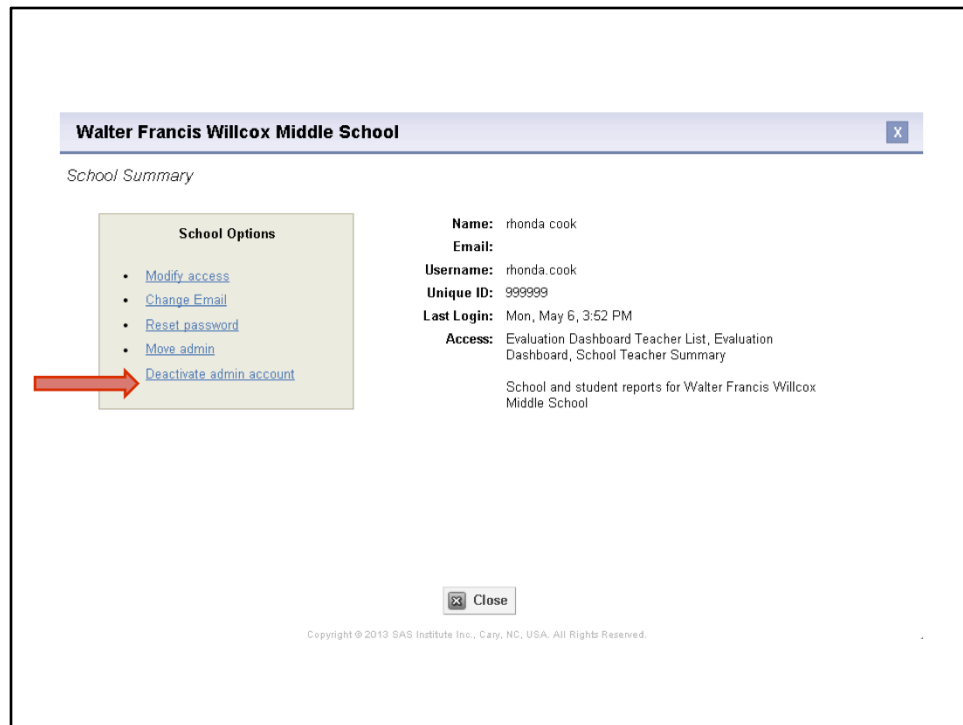 Walter Francis Willcox Middle School
X
School Summary
School Options
• Modify access
• Change Email
• Reset password
• Move admin
• Deactivate admin account
Name: rhonda cook
Email:
Username: rhonda.cook
Unique ID: 999999
Last Login: Mon, May 6, 3:52 PM
Access: Evaluation Dashboard Teacher List, Evaluation
Dashboard, School Teacher Summary
School and student reports for Walter Francis Willcox
Middle School
Close
Copyright © 2013 SAS Institute Inc., Cary, NC, USA. All Rights Reserved.